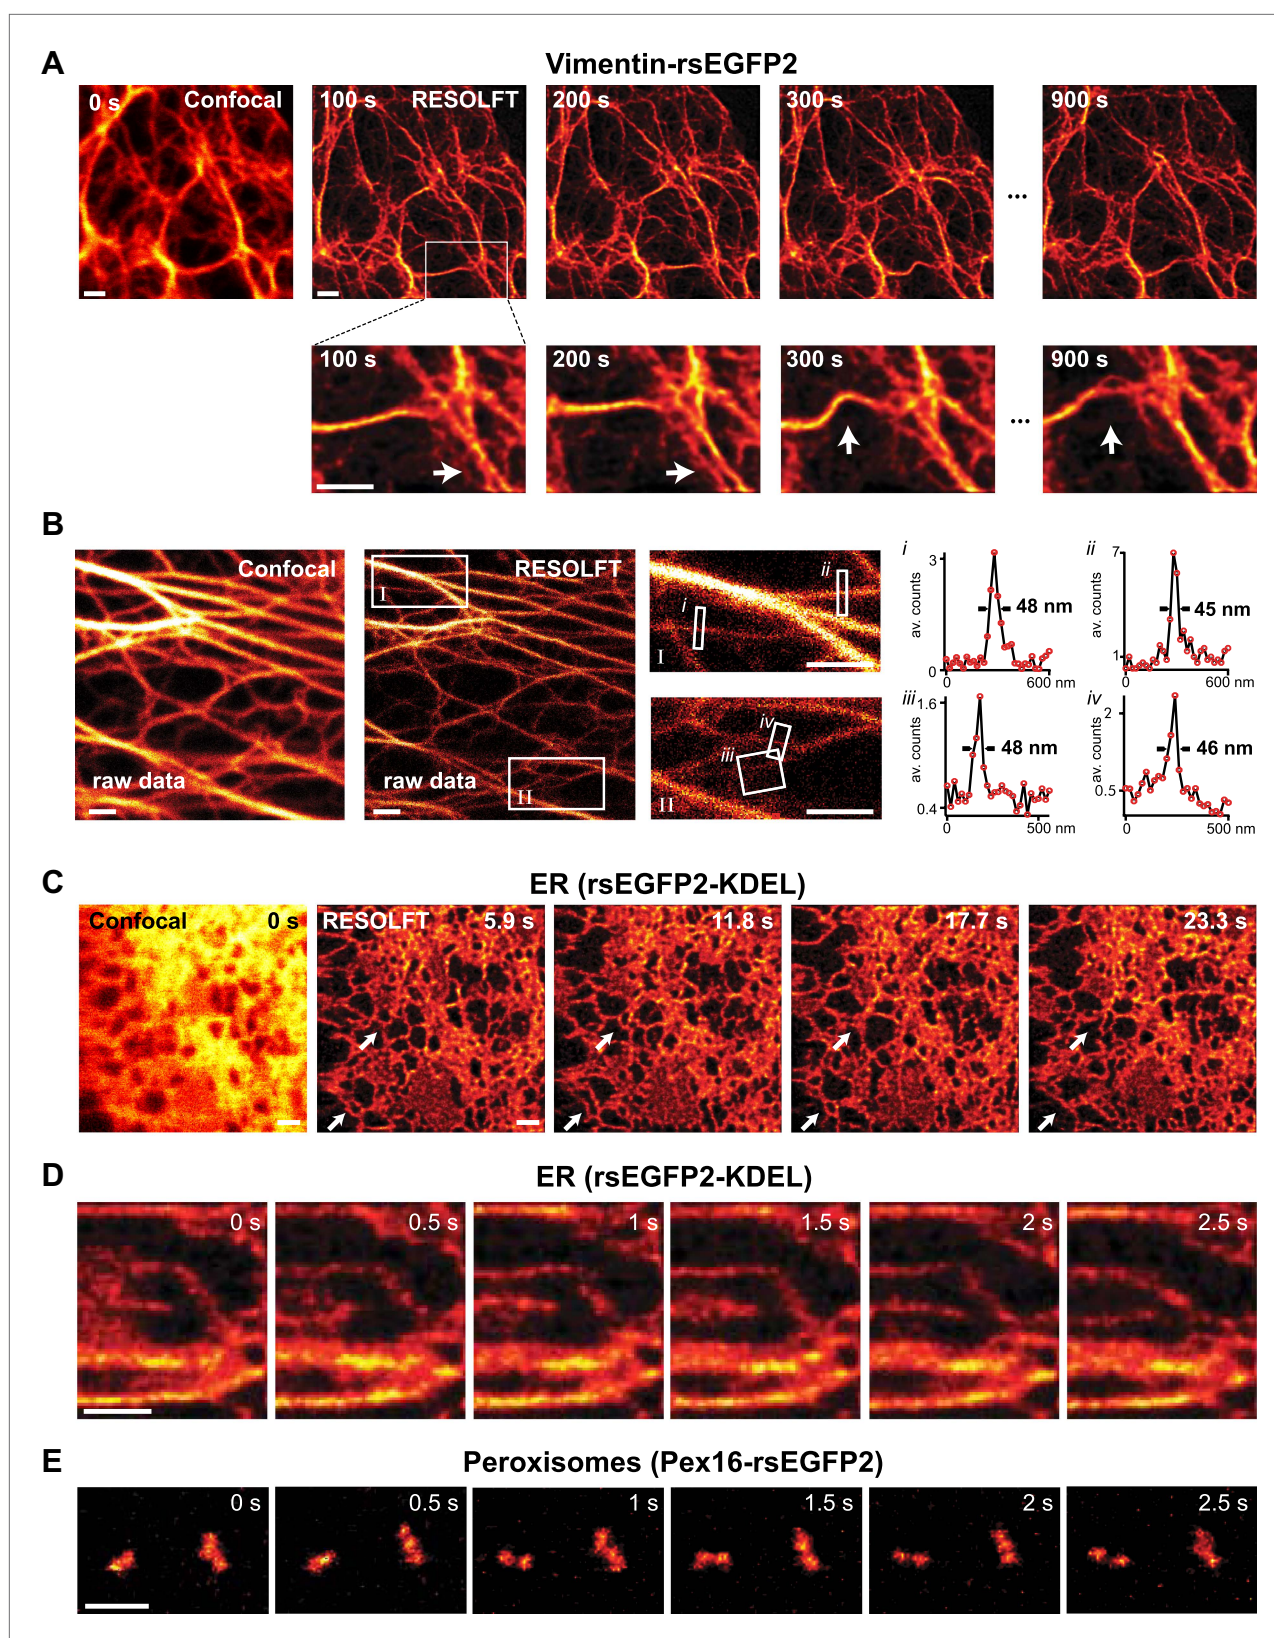 A
Vimentin-rsEGFP2
0 s Confocal
100 s RESOLFT
200 s
300 s
900 s
...
100 s
200 s
300 s
900 s
...
B
Confocal
raw data
RESOLFT
I
raw data
II
i
ii
I
iii
iv
II
i
av. counts
3
0
48 nm
0
600 nm
ii
av. counts
7
1
45 nm
0
600 nm
iii
av. counts
1.6
0.4
48 nm
0
500 nm
iv
av. counts
2
0.5
46 nm
0
500 nm
C
ER (rsEGFP2-KDEL)
Confocal 0 s
RESOLFT 5.9 s
11.8 s
17.7 s
23.3 s
D
ER (rsEGFP2-KDEL)
0 s
0.5 s
1 s
1.5 s
2 s
2.5 s
E
Peroxisomes (Pex16-rsEGFP2)
0 s
0.5 s
1 s
1.5 s
2 s
2.5 s